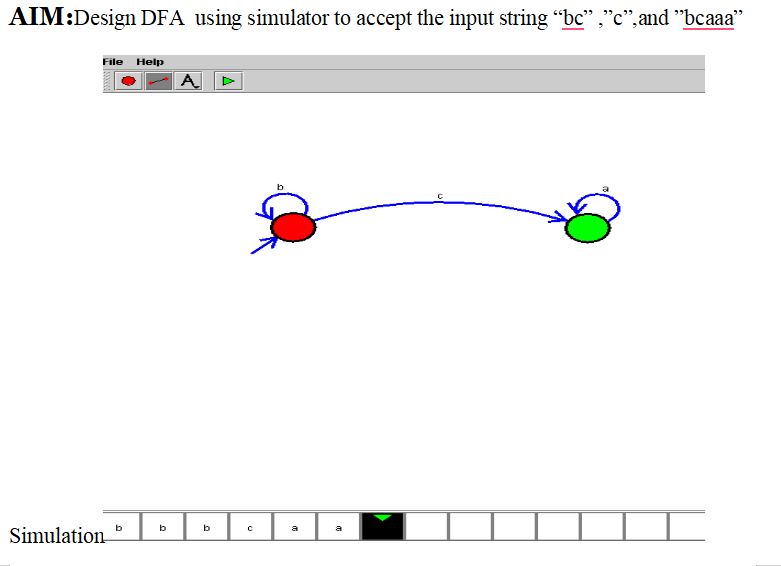 AIM:Design DFA using simulator to accept the input string “bc” ,”c”,and ”bcaaa”
File Help
A
b c a
b b b c a a
Simulation